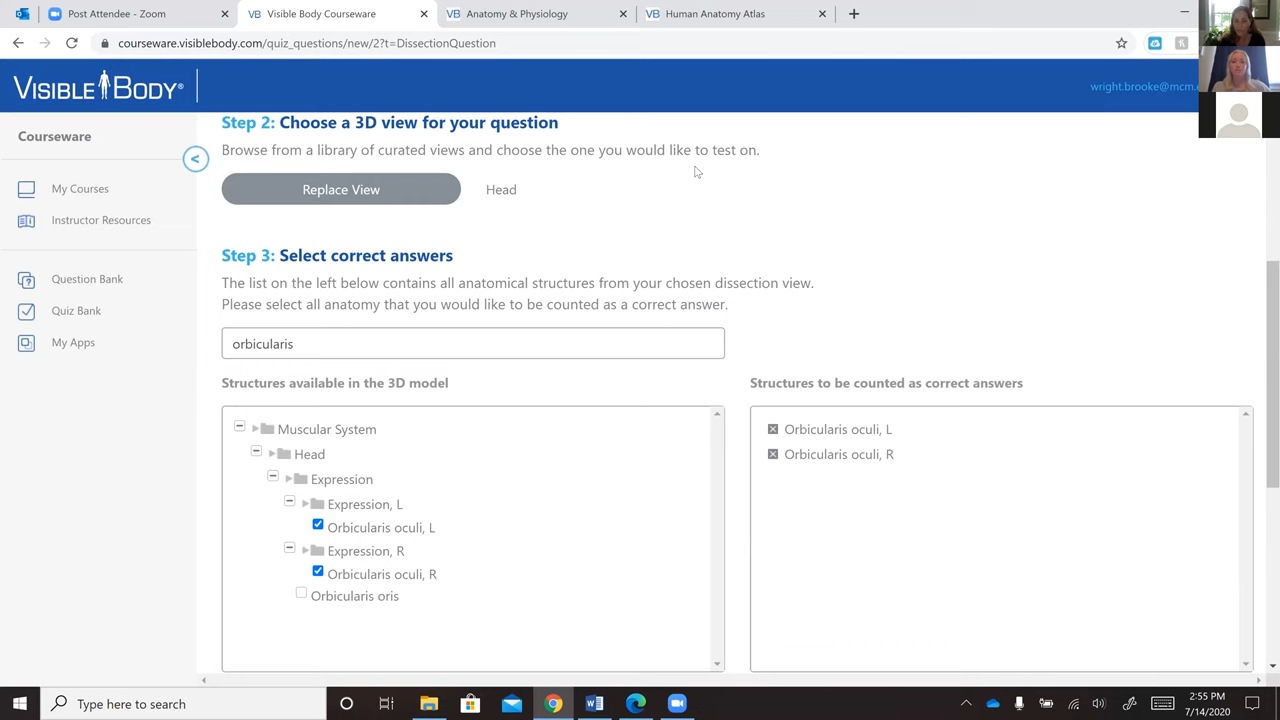 Post Attendee - Zoom
VB Visible Body Courseware
VB Anatomy & Physiology
VB Human Anatomy Atlas
courseware.visiblebody.com/quiz_questions/new/2?t=DissectionQuestion
VISIBLE BODY®
wright.brooke@mcm.
Courseware
<
My Courses
Instructor Resources
Question Bank
Quiz Bank
My Apps
Step 2: Choose a 3D view for your question
Browse from a library of curated views and choose the one you would like to test on.
Replace View Head
Step 3: Select correct answers
The list on the left below contains all anatomical structures from your chosen dissection view.
Please select all anatomy that you would like to be counted as a correct answer.
orbicularis
Structures available in the 3D model
Muscular System
Head
Expression
Expression, L
Orbicularis oculi, L
Expression, R
Orbicularis oculi, R
Orbicularis oris
Structures to be counted as correct answers
Orbicularis oculi, L
Orbicularis oculi, R
Type here to search
2:55 PM
7/14/2020